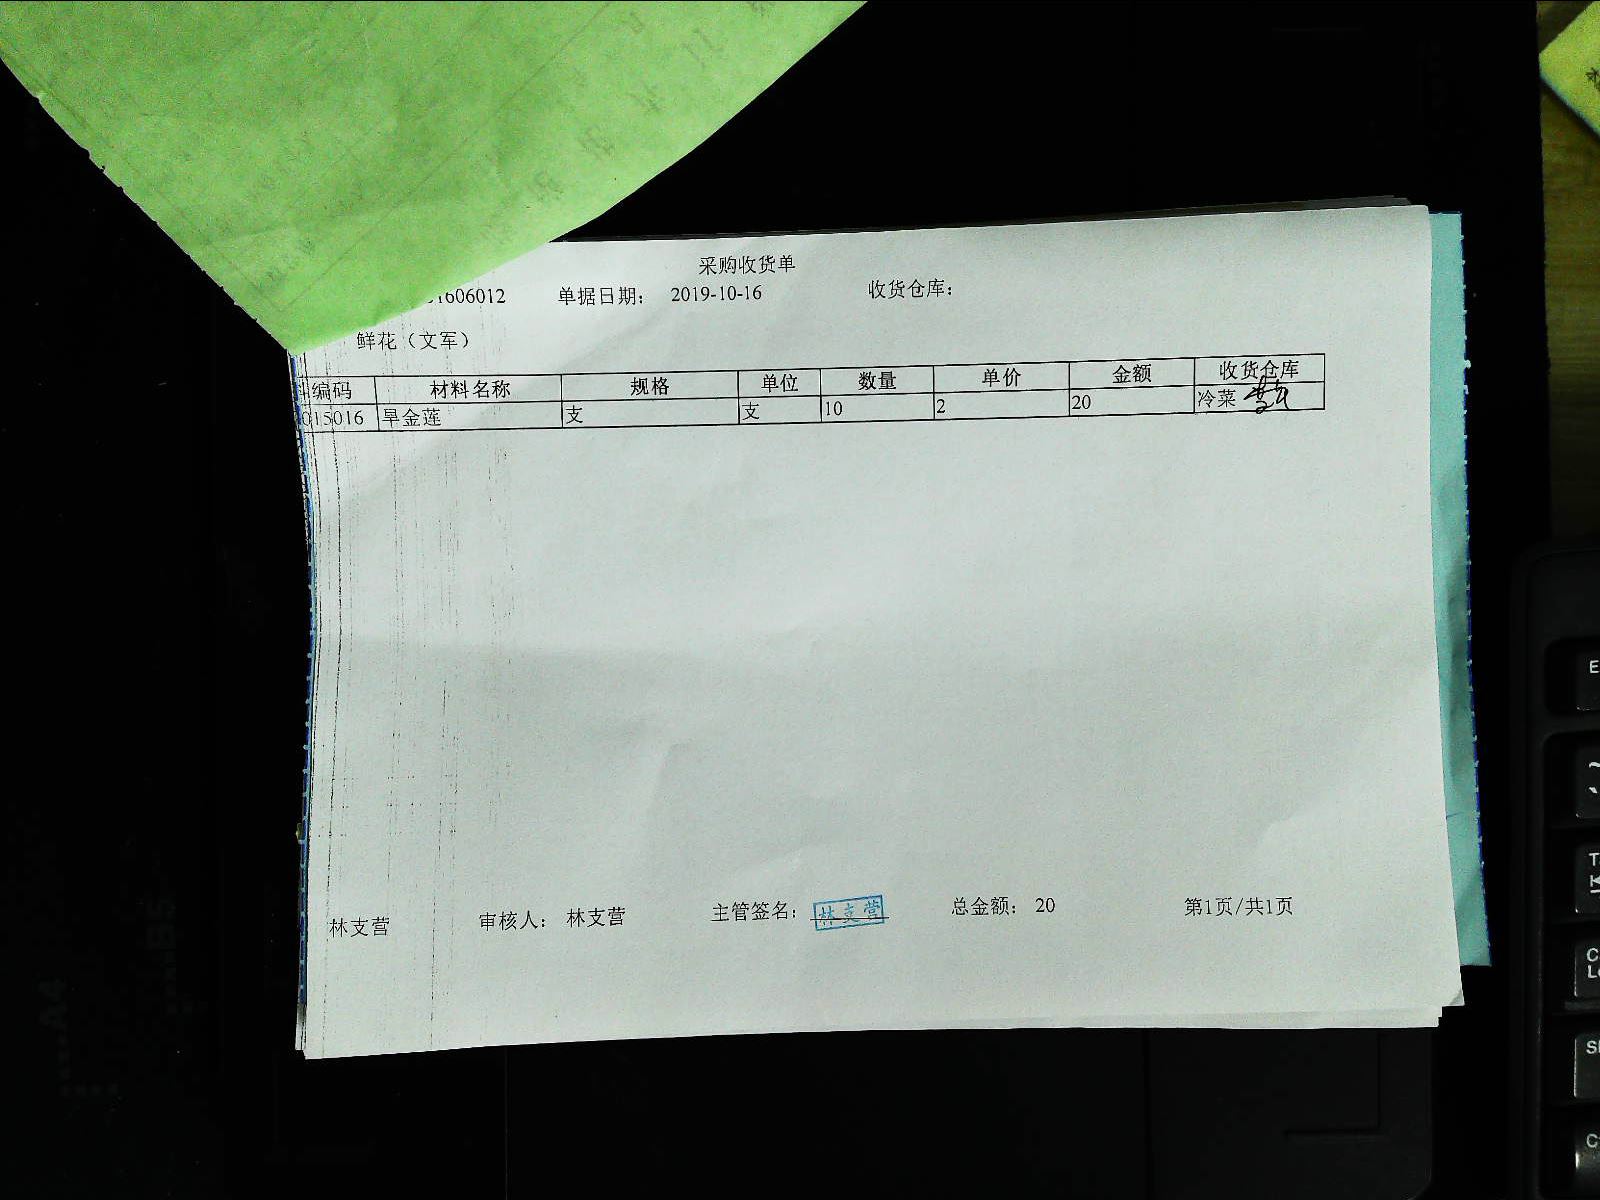 采购收货单
1606012 单据日期： 2019-10-16 收货仓库：
鲜花（文军）
编码 材料名称 规格 单位 数量 单价 金额 收货仓库
015016 旱金莲 支 支 10 2 20 冷菜
林支营 审核人： 林支营 主管签名： 林支营 总金额： 20 第1页/共1页